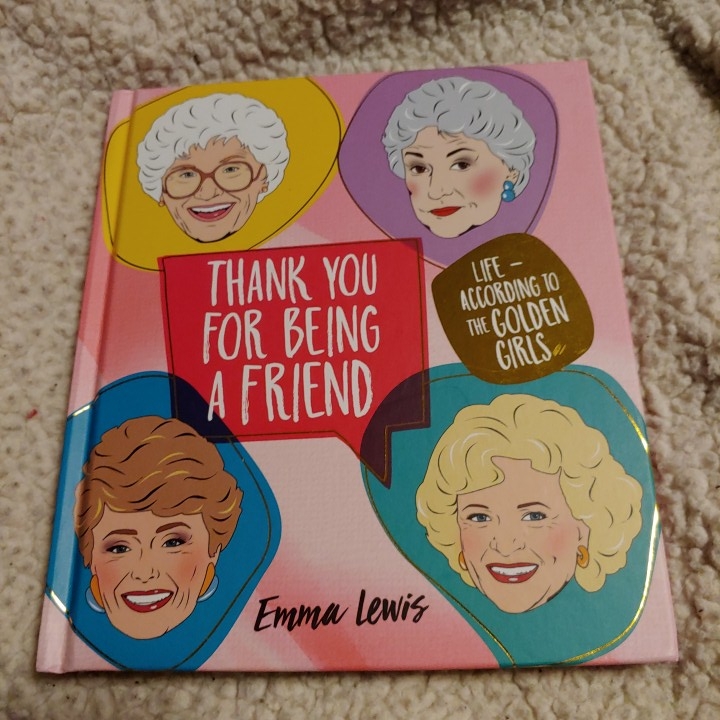 THANK YOU
FOR BEING
A FRIEND
LIFE –
ACCORDING TO
THE GOLDEN
GIRLS
Emma Lewis